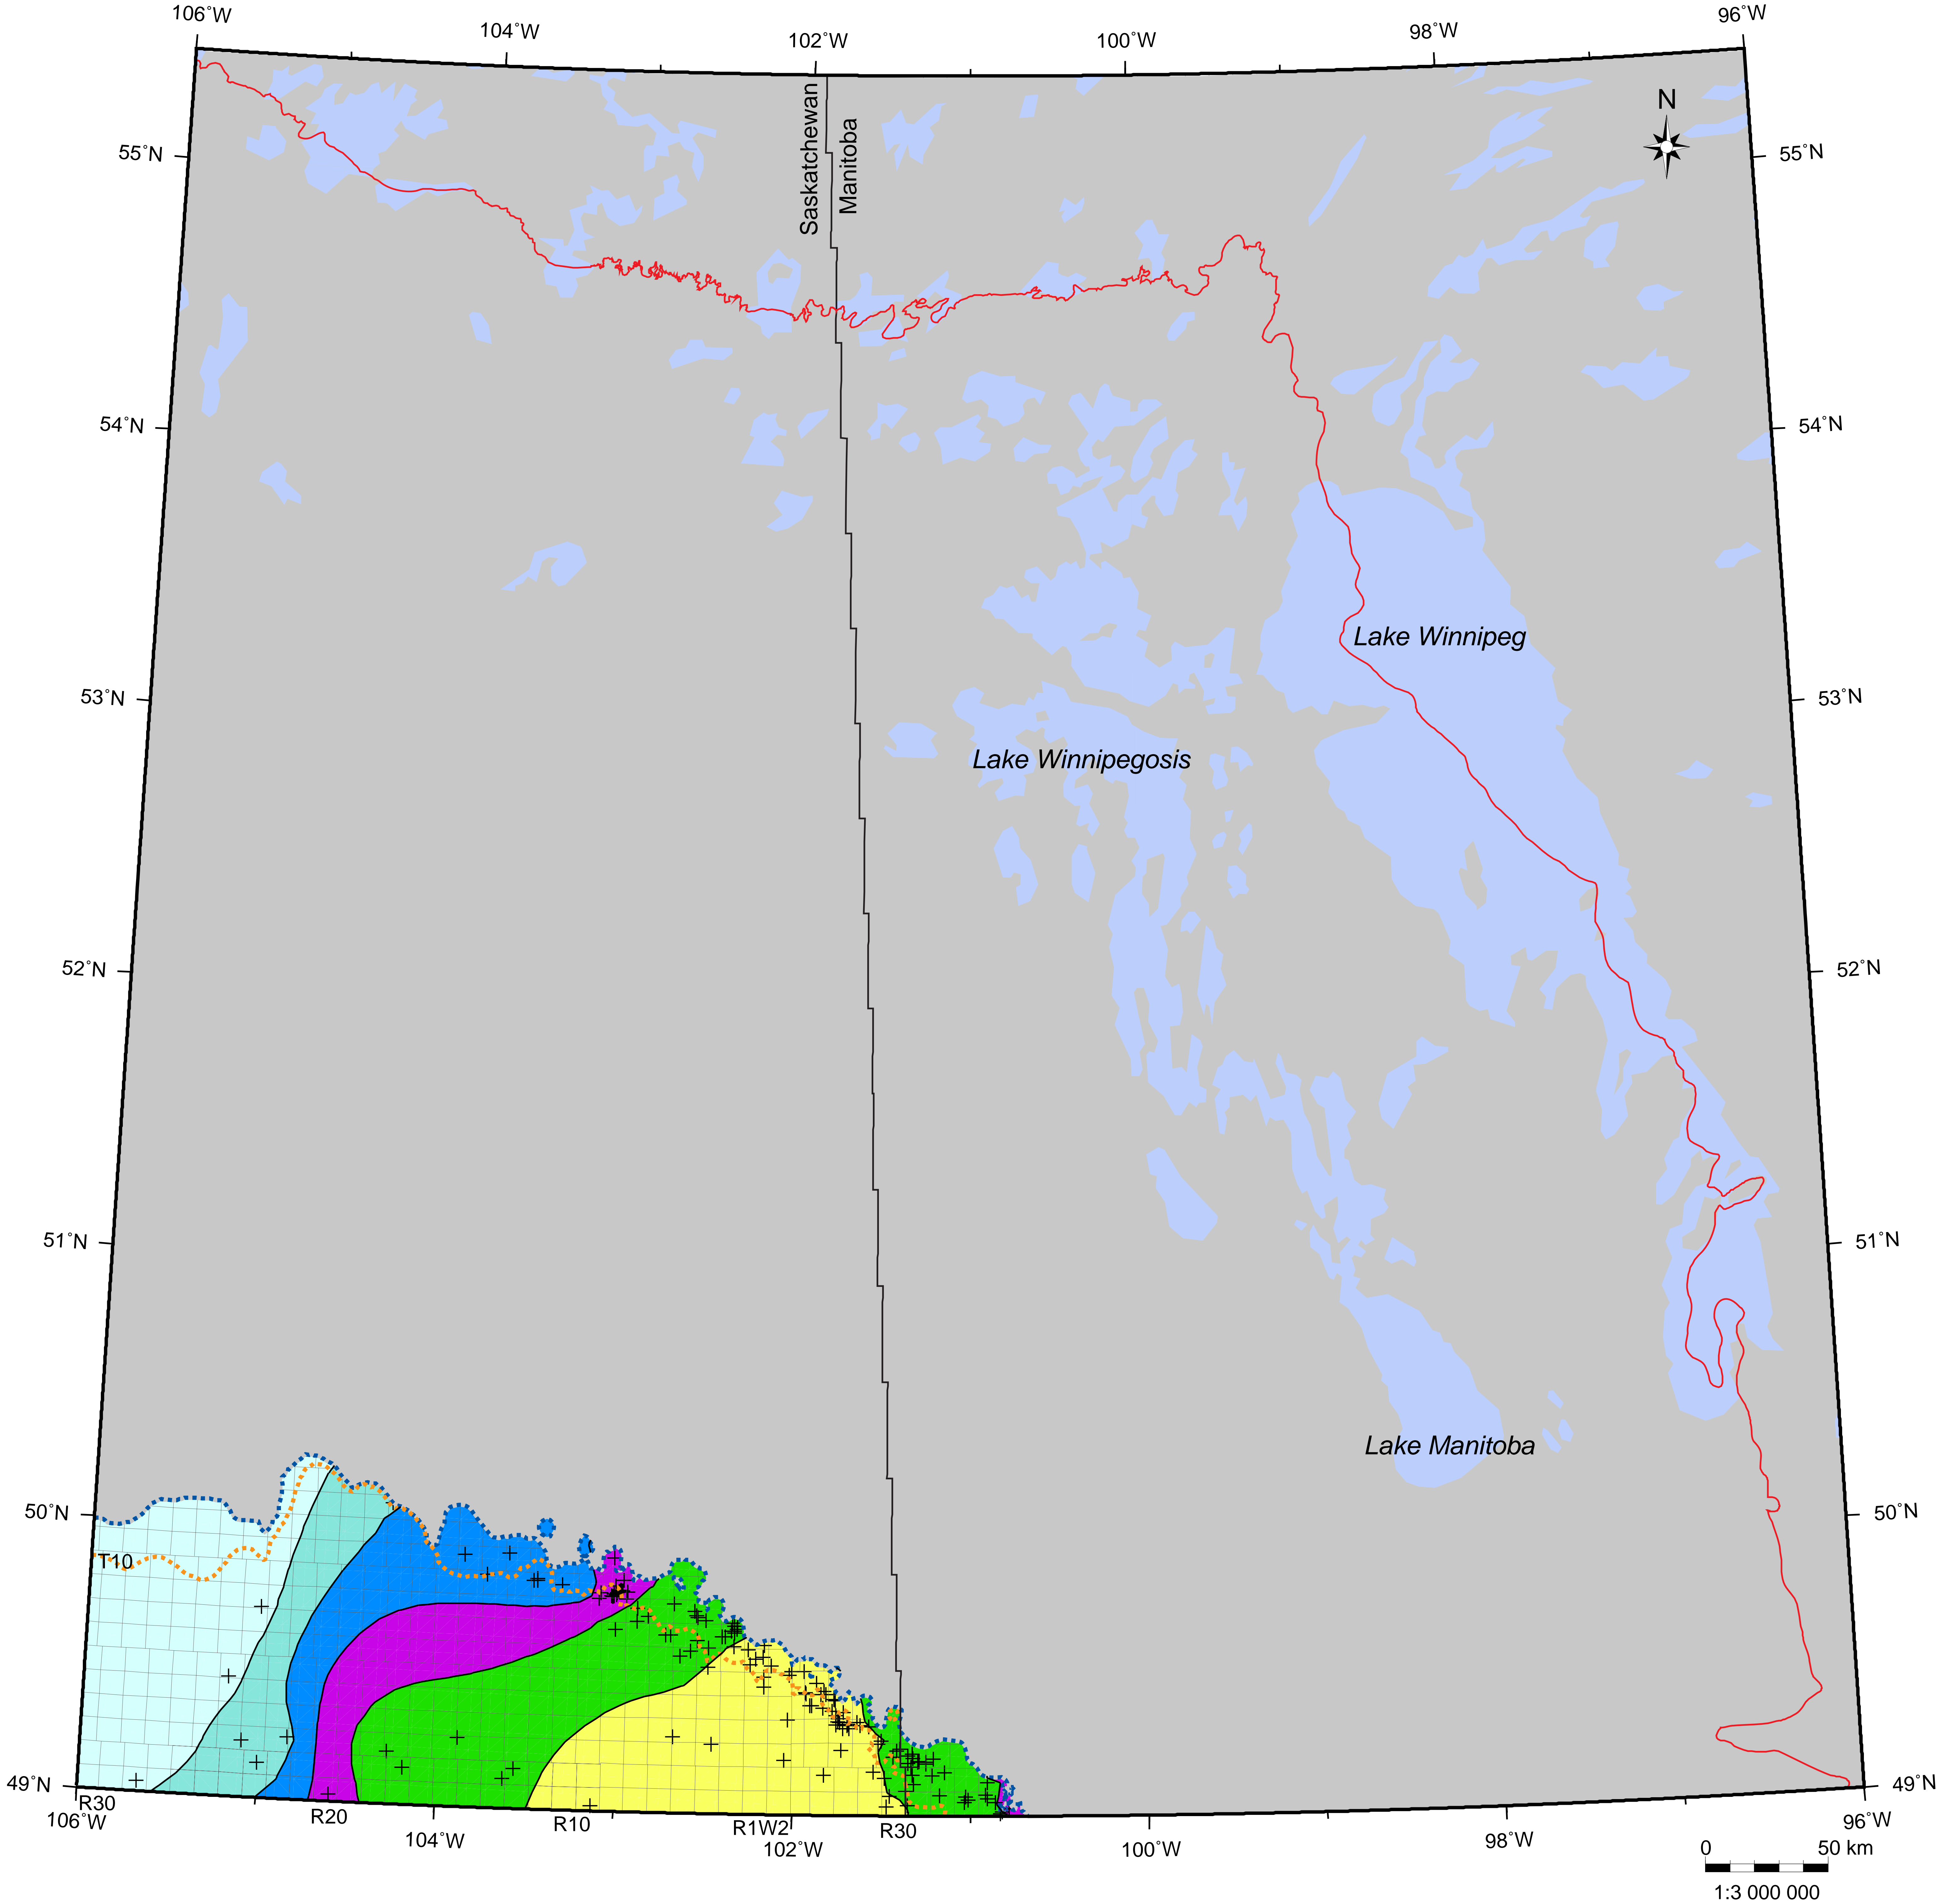 106˚W
104˚W
102˚W
100˚W
98˚W
96˚W
Saskatchewan
Manitoba
N
55˚N
55˚N
54˚N
54˚N
Lake Winnipeg
53˚N
53˚N
Lake Winnipegosis
52˚N
52˚N
51˚N
51˚N
Lake Manitoba
50˚N
50˚N
T10
49˚N
49˚N
R30
R20
R10
R1W2
R30
106˚W
104˚W
102˚W
100˚W
98˚W
96˚W
0 50 km
1:3 000 000